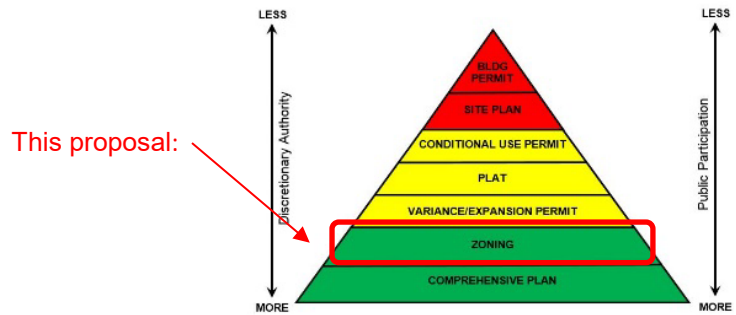 LESS
LESS
BLDG
PERMIT
SITE PLAN
This proposal:
Discretionary Authority
Public Participation
CONDITIONAL USE PERMIT
PLAT
VARIANCE/EXPANSION PERMIT
ZONING
COMPREHENSIVE PLAN
MORE
MORE